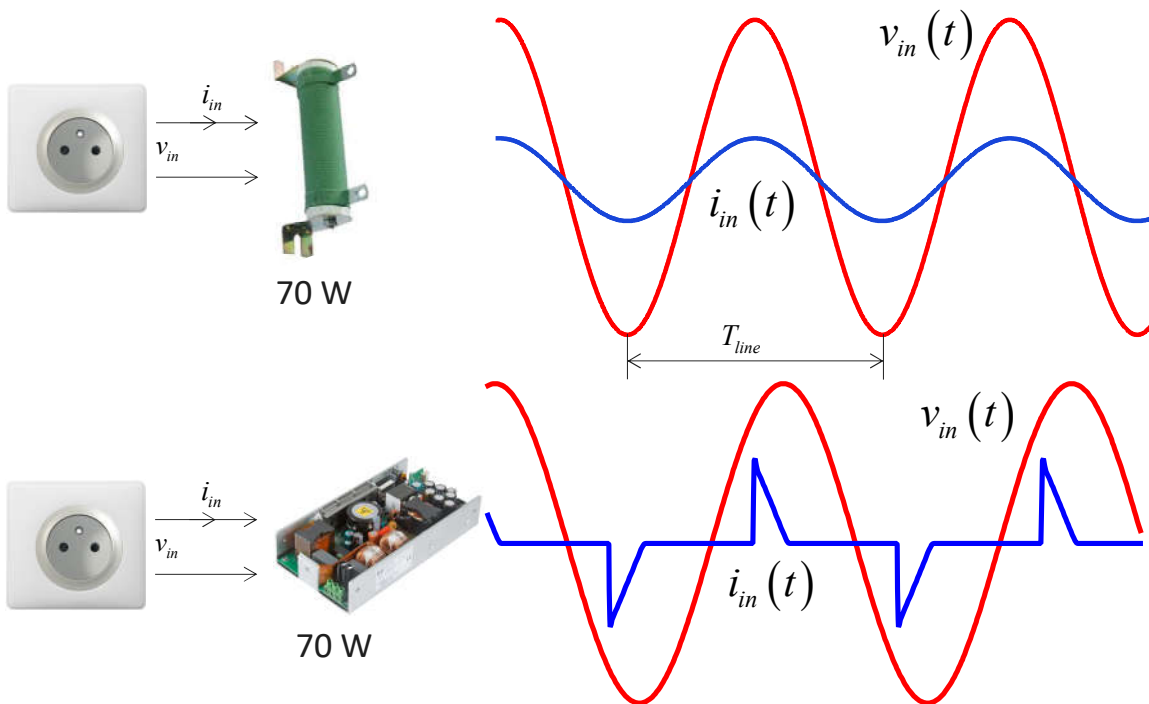 v_in (t)
i_in
v_in
i_in (t)
70 W
T_line
v_in (t)
i_in
v_in
i_in (t)
70 W